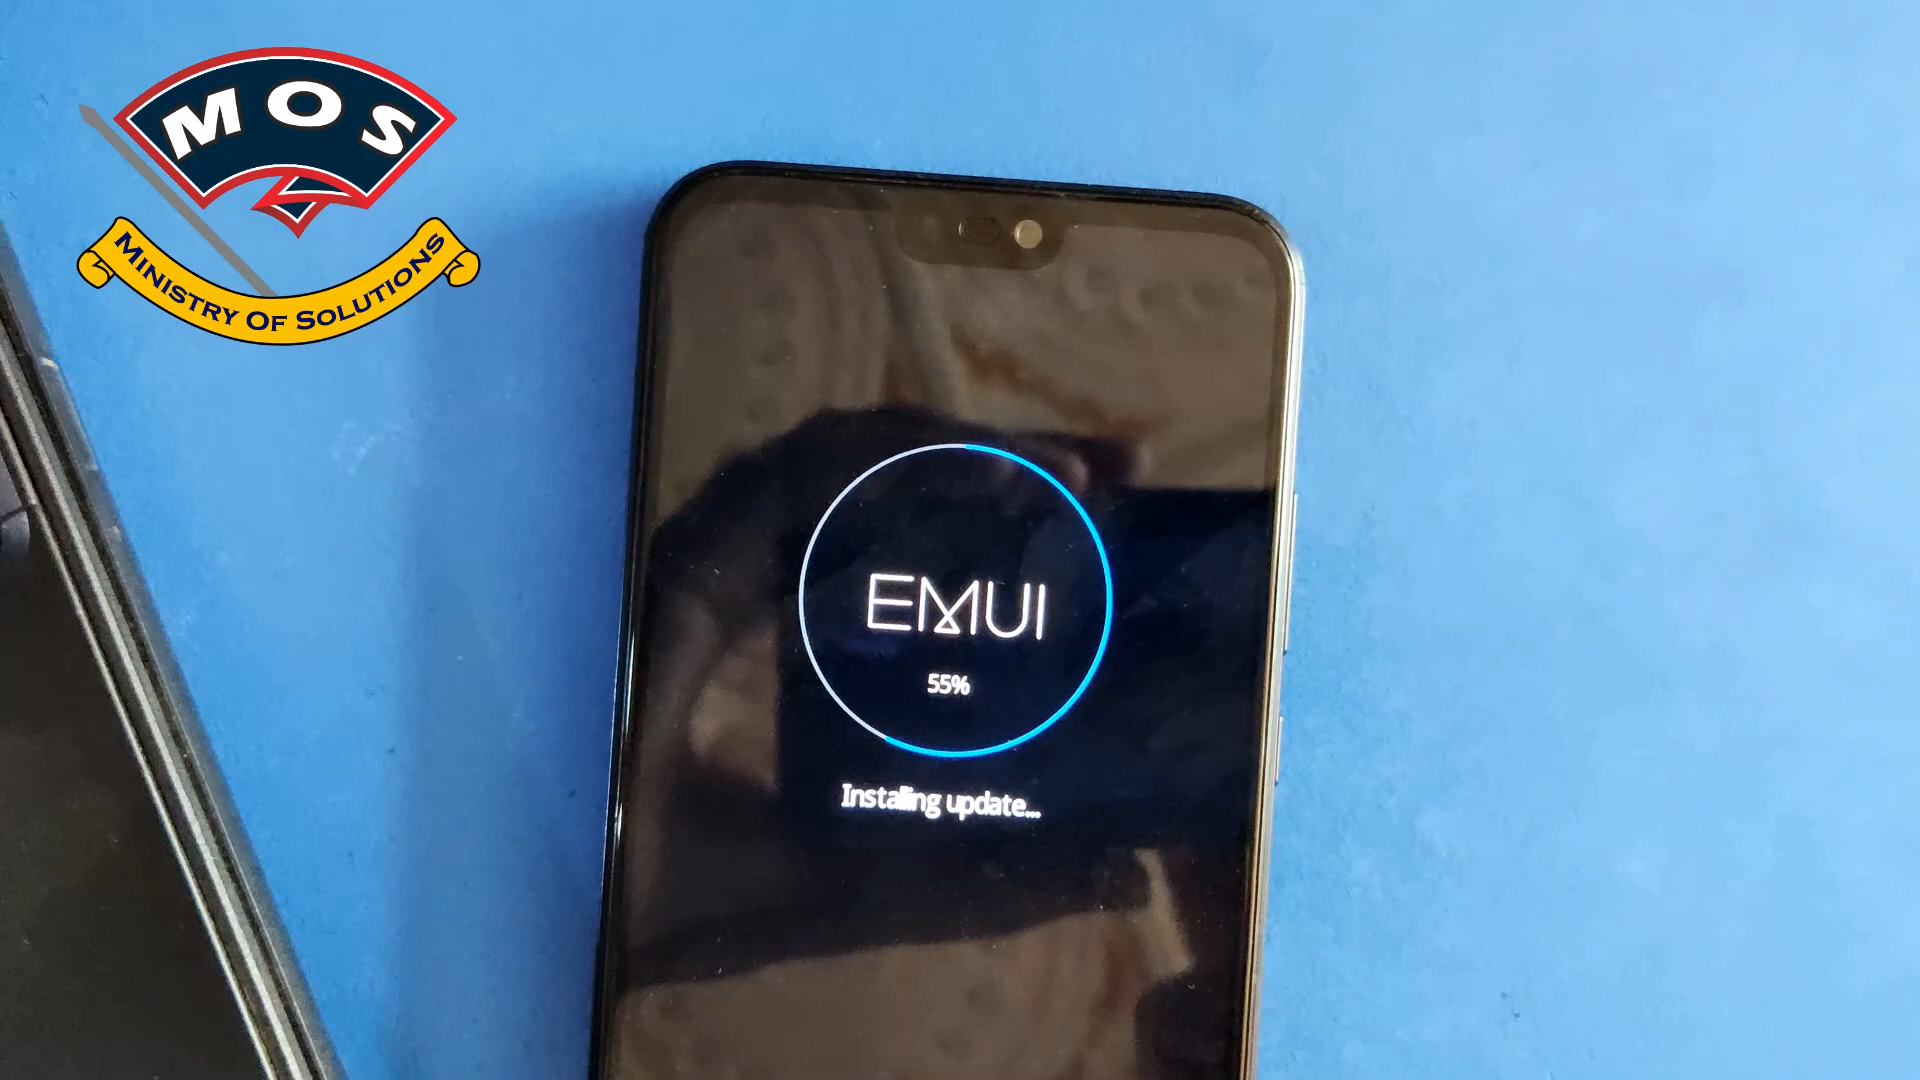 MOS
MINISTRY OF SOLUTIONS
EMUI
55%
Installing update...